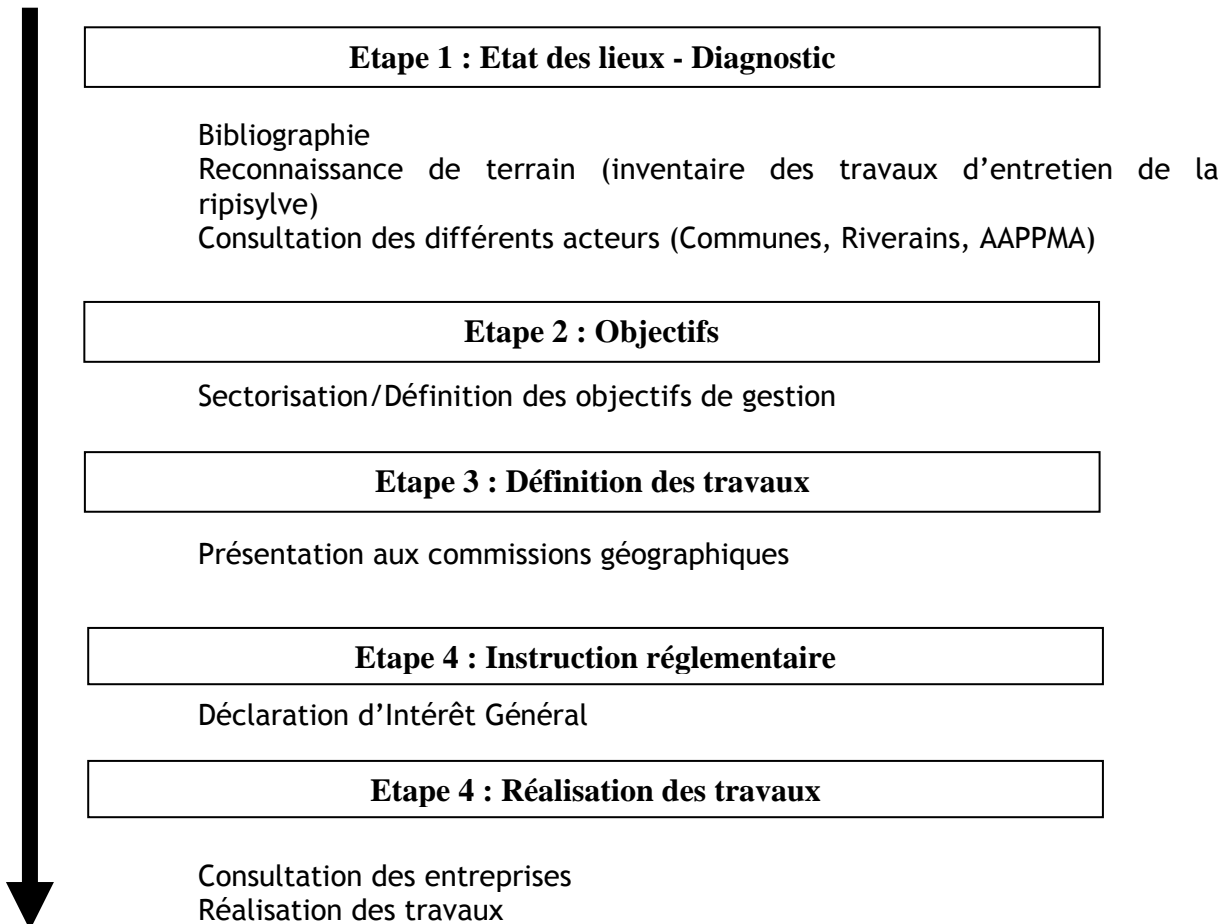 Etape 1 : Etat des lieux - Diagnostic
Bibliographie
Reconnaissance de terrain (inventaire des travaux d’entretien de la
ripisylve)
Consultation des différents acteurs (Communes, Riverains, AAPPMA)
Etape 2 : Objectifs
Sectorisation/Définition des objectifs de gestion
Etape 3 : Définition des travaux
Présentation aux commissions géographiques
Etape 4 : Instruction réglementaire
Déclaration d’Intérêt Général
Etape 4 : Réalisation des travaux
Consultation des entreprises
Réalisation des travaux